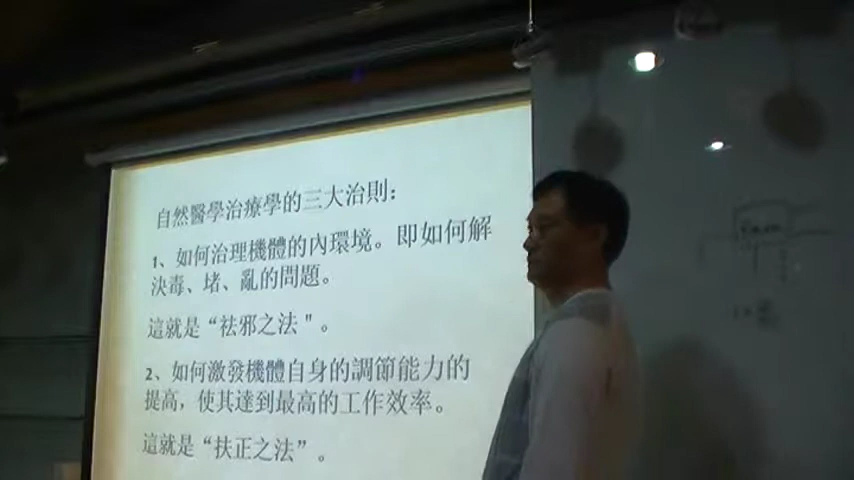 自然醫學治療學的三大治則：
1、如何治理機體的內環境。即如何解
決毒、堵、亂的問題。
這就是“祛邪之法＂。
2、如何激發機體自身的調節能力的
提高，使其達到最高的工作效率。
這就是“扶正之法”。